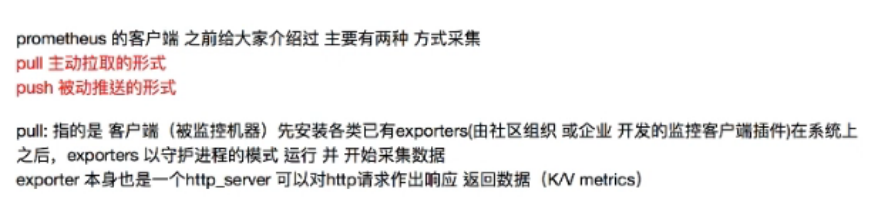 prometheus 的客户端 之前给大家介绍过 主要有两种 方式采集
pull 主动拉取的形式
push 被动推送的形式
pull: 指的是 客户端（被监控机器）先安装各类已有exporters(由社区组织 或企业 开发的监控客户端插件)在系统上
之后，exporters 以守护进程的模式 运行 并 开始采集数据
exporter 本身也是一个http_server 可以对http请求作出响应 返回数据（K/V metrics）